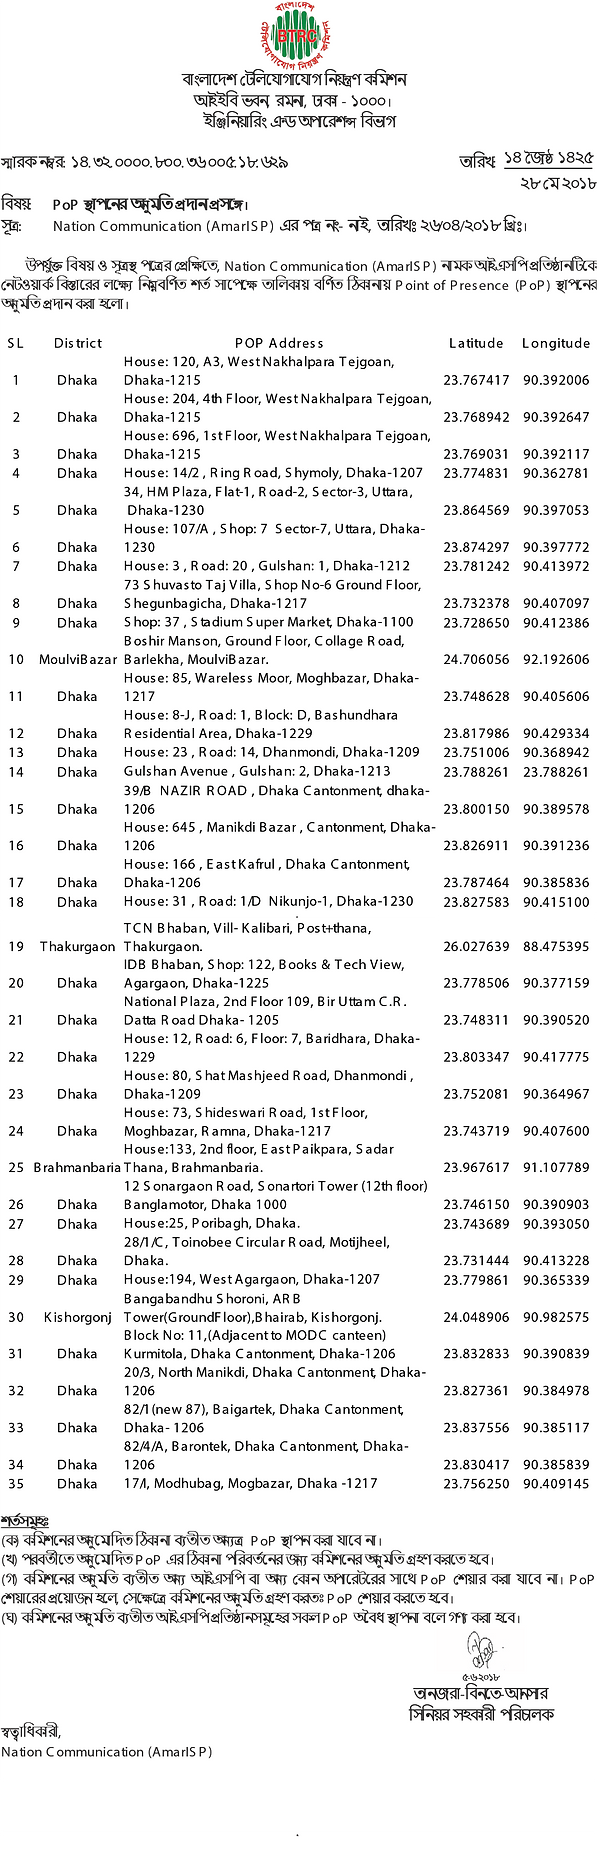 বাংলাদেশ
BTRC
টেলিযোগাযোগ নিয়ন্ত্রণ কমিশন
বাংলাদেশ টেলিযোগাযোগ নিয়ন্ত্রণ কমিশন
আইইবি ভবন, রমনা, ঢাকা - ১০০০।
ইঞ্জিনিয়ারিং এন্ড অপারেশন্স বিভাগ
স্মারক নম্বর: ১৪.৩২.০০০০.৮০০.৩৬.০০৫.১৮.৬২৯ তারিখ: ১৪ জ্যৈষ্ঠ ১৪২৫
২৮ মে ২০১৮
বিষয়: PoP স্থাপনের অনুমতি প্রদান প্রসঙ্গে।
সূত্র: Nation Communication (AmarISP) এর পত্র নং- নাই, তারিখঃ ২৬/০৪/২০১৮ খ্রিঃ।
উপর্যুক্ত বিষয় ও সূত্রস্থ পত্রের প্রেক্ষিতে, Nation Communication (AmarISP) নামক আইএসপি প্রতিষ্ঠানটিকে
নেটওয়ার্ক বিস্তারের লক্ষ্যে নিম্নবর্ণিত শর্ত সাপেক্ষে তালিকায় বর্ণিত ঠিকানায় Point of Presence (PoP) স্থাপনের
অনুমতি প্রদান করা হলো।
SL District POP Address Latitude Longitude
House: 120, A3, West Nakhalpara Tejgoan,
1 Dhaka Dhaka-1215 23.767417 90.392006
House: 204, 4th Floor, West Nakhalpara Tejgoan,
2 Dhaka Dhaka-1215 23.768942 90.392647
House: 696, 1st Floor, West Nakhalpara Tejgoan,
3 Dhaka Dhaka-1215 23.769031 90.392117
4 Dhaka House: 14/2 , Ring Road, Shymoly, Dhaka-1207 23.774831 90.362781
34, HM Plaza, Flat-1, Road-2, Sector-3, Uttara,
5 Dhaka Dhaka-1230 23.864569 90.397053
House: 107/A , Shop: 7 Sector-7, Uttara, Dhaka-
6 Dhaka 1230 23.874297 90.397772
7 Dhaka House: 3 , Road: 20 , Gulshan: 1, Dhaka-1212 23.781242 90.413972
73 Shuvasto Taj Villa, Shop No-6 Ground Floor,
8 Dhaka Shegunbagicha, Dhaka-1217 23.732378 90.407097
9 Dhaka Shop: 37 , Stadium Super Market, Dhaka-1100 23.728650 90.412386
Boshir Manson, Ground Floor, Collage Road,
10 MoulviBazar Barlekha, MoulviBazar. 24.706056 92.192606
House: 85, Wareless Moor, Moghbazar, Dhaka-
11 Dhaka 1217 23.748628 90.405606
House: 8-J, Road: 1, Block: D, Bashundhara
12 Dhaka Residential Area, Dhaka-1229 23.817986 90.429334
13 Dhaka House: 23 , Road: 14, Dhanmondi, Dhaka-1209 23.751006 90.368942
14 Dhaka Gulshan Avenue , Gulshan: 2, Dhaka-1213 23.788261 23.788261
39/B NAZIR ROAD , Dhaka Cantonment, dhaka-
15 Dhaka 1206 23.800150 90.389578
House: 645 , Manikdi Bazar , Cantonment, Dhaka-
16 Dhaka 1206 23.826911 90.391236
House: 166 , East Kafrul , Dhaka Cantonment,
17 Dhaka Dhaka-1206 23.787464 90.385836
18 Dhaka House: 31 , Road: 1/D Nikunjo-1, Dhaka-1230 23.827583 90.415100
TCN Bhaban, Vill- Kalibari, Post+thana,
19 Thakurgaon Thakurgaon. 26.027639 88.475395
IDB Bhaban, Shop: 122, Books & Tech View,
20 Dhaka Agargaon, Dhaka-1225 23.778506 90.377159
National Plaza, 2nd Floor 109, Bir Uttam C.R.
21 Dhaka Datta Road Dhaka- 1205 23.748311 90.390520
House: 12, Road: 6, Floor: 7, Baridhara, Dhaka-
22 Dhaka 1229 23.803347 90.417775
House: 80, Shat Mashjeed Road, Dhanmondi ,
23 Dhaka Dhaka-1209 23.752081 90.364967
House: 73, Shideswari Road, 1st Floor,
24 Dhaka Moghbazar, Ramna, Dhaka-1217 23.743719 90.407600
House:133, 2nd floor, East Paikpara, Sadar
25 Brahmanbaria Thana, Brahmanbaria. 23.967617 91.107789
12 Sonargaon Road, Sonartori Tower (12th floor)
26 Dhaka Banglamotor, Dhaka 1000 23.746150 90.390903
27 Dhaka House:25, Poribagh, Dhaka. 23.743689 90.393050
28/1/C, Toinobee Circular Road, Motijheel,
28 Dhaka Dhaka. 23.731444 90.413228
29 Dhaka House:194, West Agargaon, Dhaka-1207 23.779861 90.365339
Bangabandhu Shoroni, ARB
30 Kishorgonj Tower(GroundFloor),Bhairab, Kishorgonj. 24.048906 90.982575
Block No: 11,(Adjacent to MODC canteen)
31 Dhaka Kurmitola, Dhaka Cantonment, Dhaka-1206 23.832833 90.390839
20/3, North Manikdi, Dhaka Cantonment, Dhaka-
32 Dhaka 1206 23.827361 90.384978
82/1(new 87), Baigartek, Dhaka Cantonment,
33 Dhaka Dhaka- 1206 23.837556 90.385117
82/4/A, Barontek, Dhaka Cantonment, Dhaka-
34 Dhaka 1206 23.830417 90.385839
35 Dhaka 17/I, Modhubag, Mogbazar, Dhaka -1217 23.756250 90.409145
শর্তসমূহঃ
(ক) কমিশনের অনুমোদিত ঠিকানা ব্যতীত অন্যত্র PoP স্থাপন করা যাবে না।
(খ) পরবর্তীতে অনুমোদিত PoP এর ঠিকানা পরিবর্তনের জন্য কমিশনের অনুমতি গ্রহণ করতে হবে।
(গ) কমিশনের অনুমতি ব্যতীত অন্য আইএসপি বা অন্য কোন অপারেটরের সাথে PoP শেয়ার করা যাবে না। PoP
শেয়ারের প্রয়োজন হলে, সেক্ষেত্রে কমিশনের অনুমতি গ্রহণ করতঃ PoP শেয়ার করতে হবে।
(ঘ) কমিশনের অনুমতি ব্যতীত আইএসপি প্রতিষ্ঠানসমূহের সকল PoP অবৈধ স্থাপনা বলে গণ্য করা হবে।
৫-৬-২০১৮
তানজারা-বিনতে-আনসার
সিনিয়র সহকারী পরিচালক
স্বত্বাধিকারী,
Nation Communication (AmarISP)